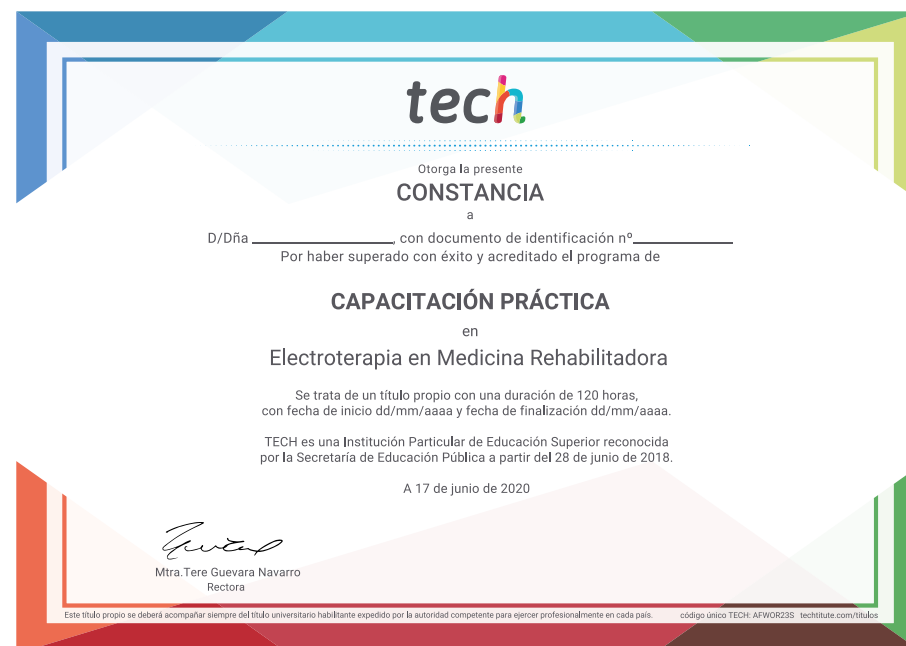 tech
Otorga la presente
CONSTANCIA
a
D/Dña ____________________, con documento de identificación nº______________
Por haber superado con éxito y acreditado el programa de
CAPACITACIÓN PRÁCTICA
en
Electroterapia en Medicina Rehabilitadora
Se trata de un título propio con una duración de 120 horas,
con fecha de inicio dd/mm/aaaa y fecha de finalización dd/mm/aaaa.
TECH es una Institución Particular de Educación Superior reconocida
por la Secretaría de Educación Pública a partir del 28 de junio de 2018.
A 17 de junio de 2020
Mtra.Tere Guevara Navarro
Rectora
Este título propio se deberá acompañar siempre del título universitario habilitante expedido por la autoridad competente para ejercer profesionalmente en cada país. código único TECH: AFWOR23S techtitute.com/titulos